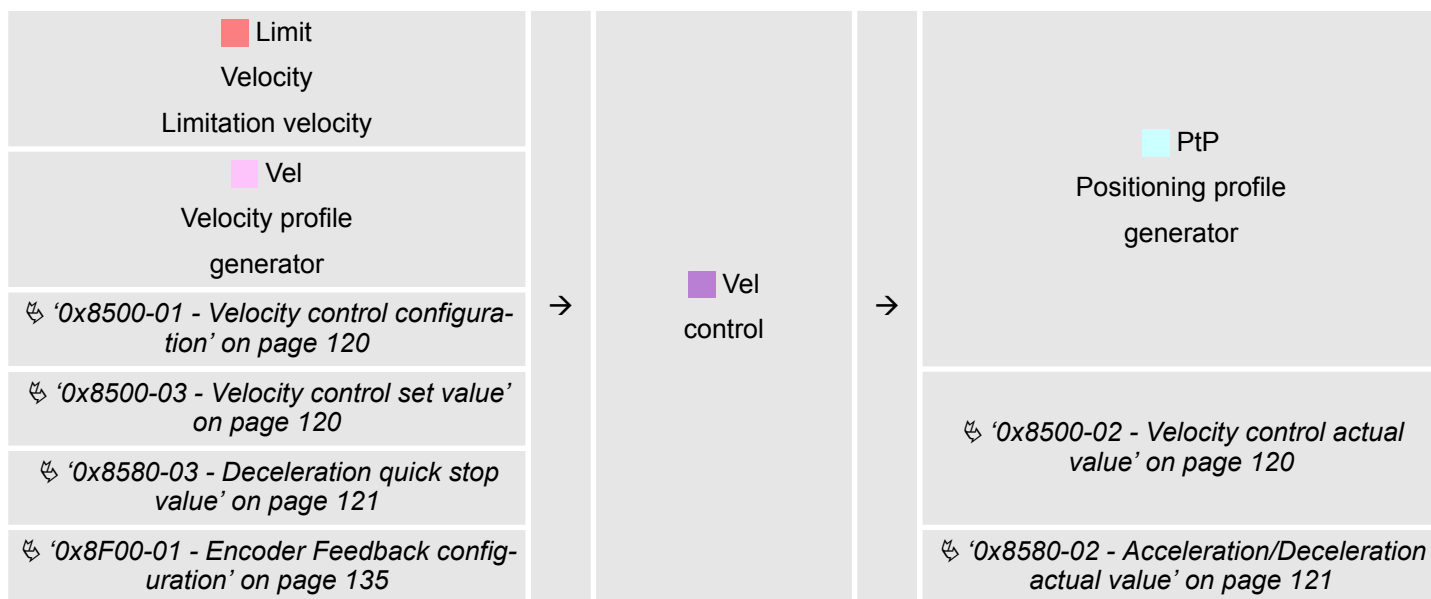 Limit
Velocity
Limitation velocity
Vel
Velocity profile
generator
↳ ‘0x8500-01 - Velocity control configura-
tion’ on page 120
↳ ‘0x8500-03 - Velocity control set value’
on page 120
↳ ‘0x8580-03 - Deceleration quick stop
value’ on page 121
↳ ‘0x8F00-01 - Encoder Feedback config-
uration’ on page 135
→
Vel
control
→
PtP
Positioning profile
generator
↳ ‘0x8500-02 - Velocity control actual
value’ on page 120
↳ ‘0x8580-02 - Acceleration/Deceleration
actual value’ on page 121